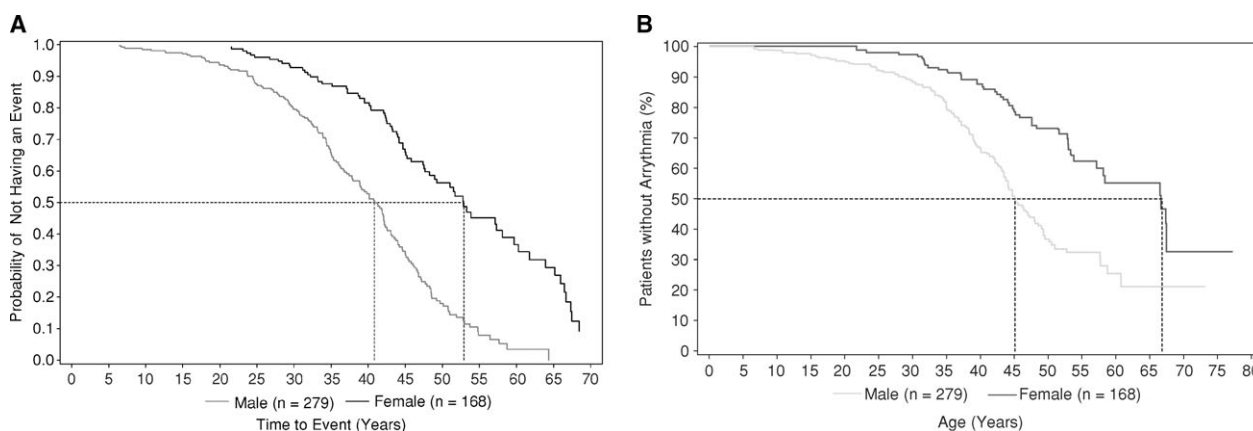 A
Probability of Not Having an Event
1.0
0.9
0.8
0.7
0.6
0.5
0.4
0.3
0.2
0.1
0.0
0 5 10 15 20 25 30 35 40 45 50 55 60 65 70
Male (n = 279) Female (n = 168)
Time to Event (Years)
B
Patients without Arrythmia (%)
100
90
80
70
60
50
40
30
20
10
0
0 5 10 15 20 25 30 35 40 45 50 55 60 65 70 75 80
Male (n = 279) Female (n = 168)
Age (Years)